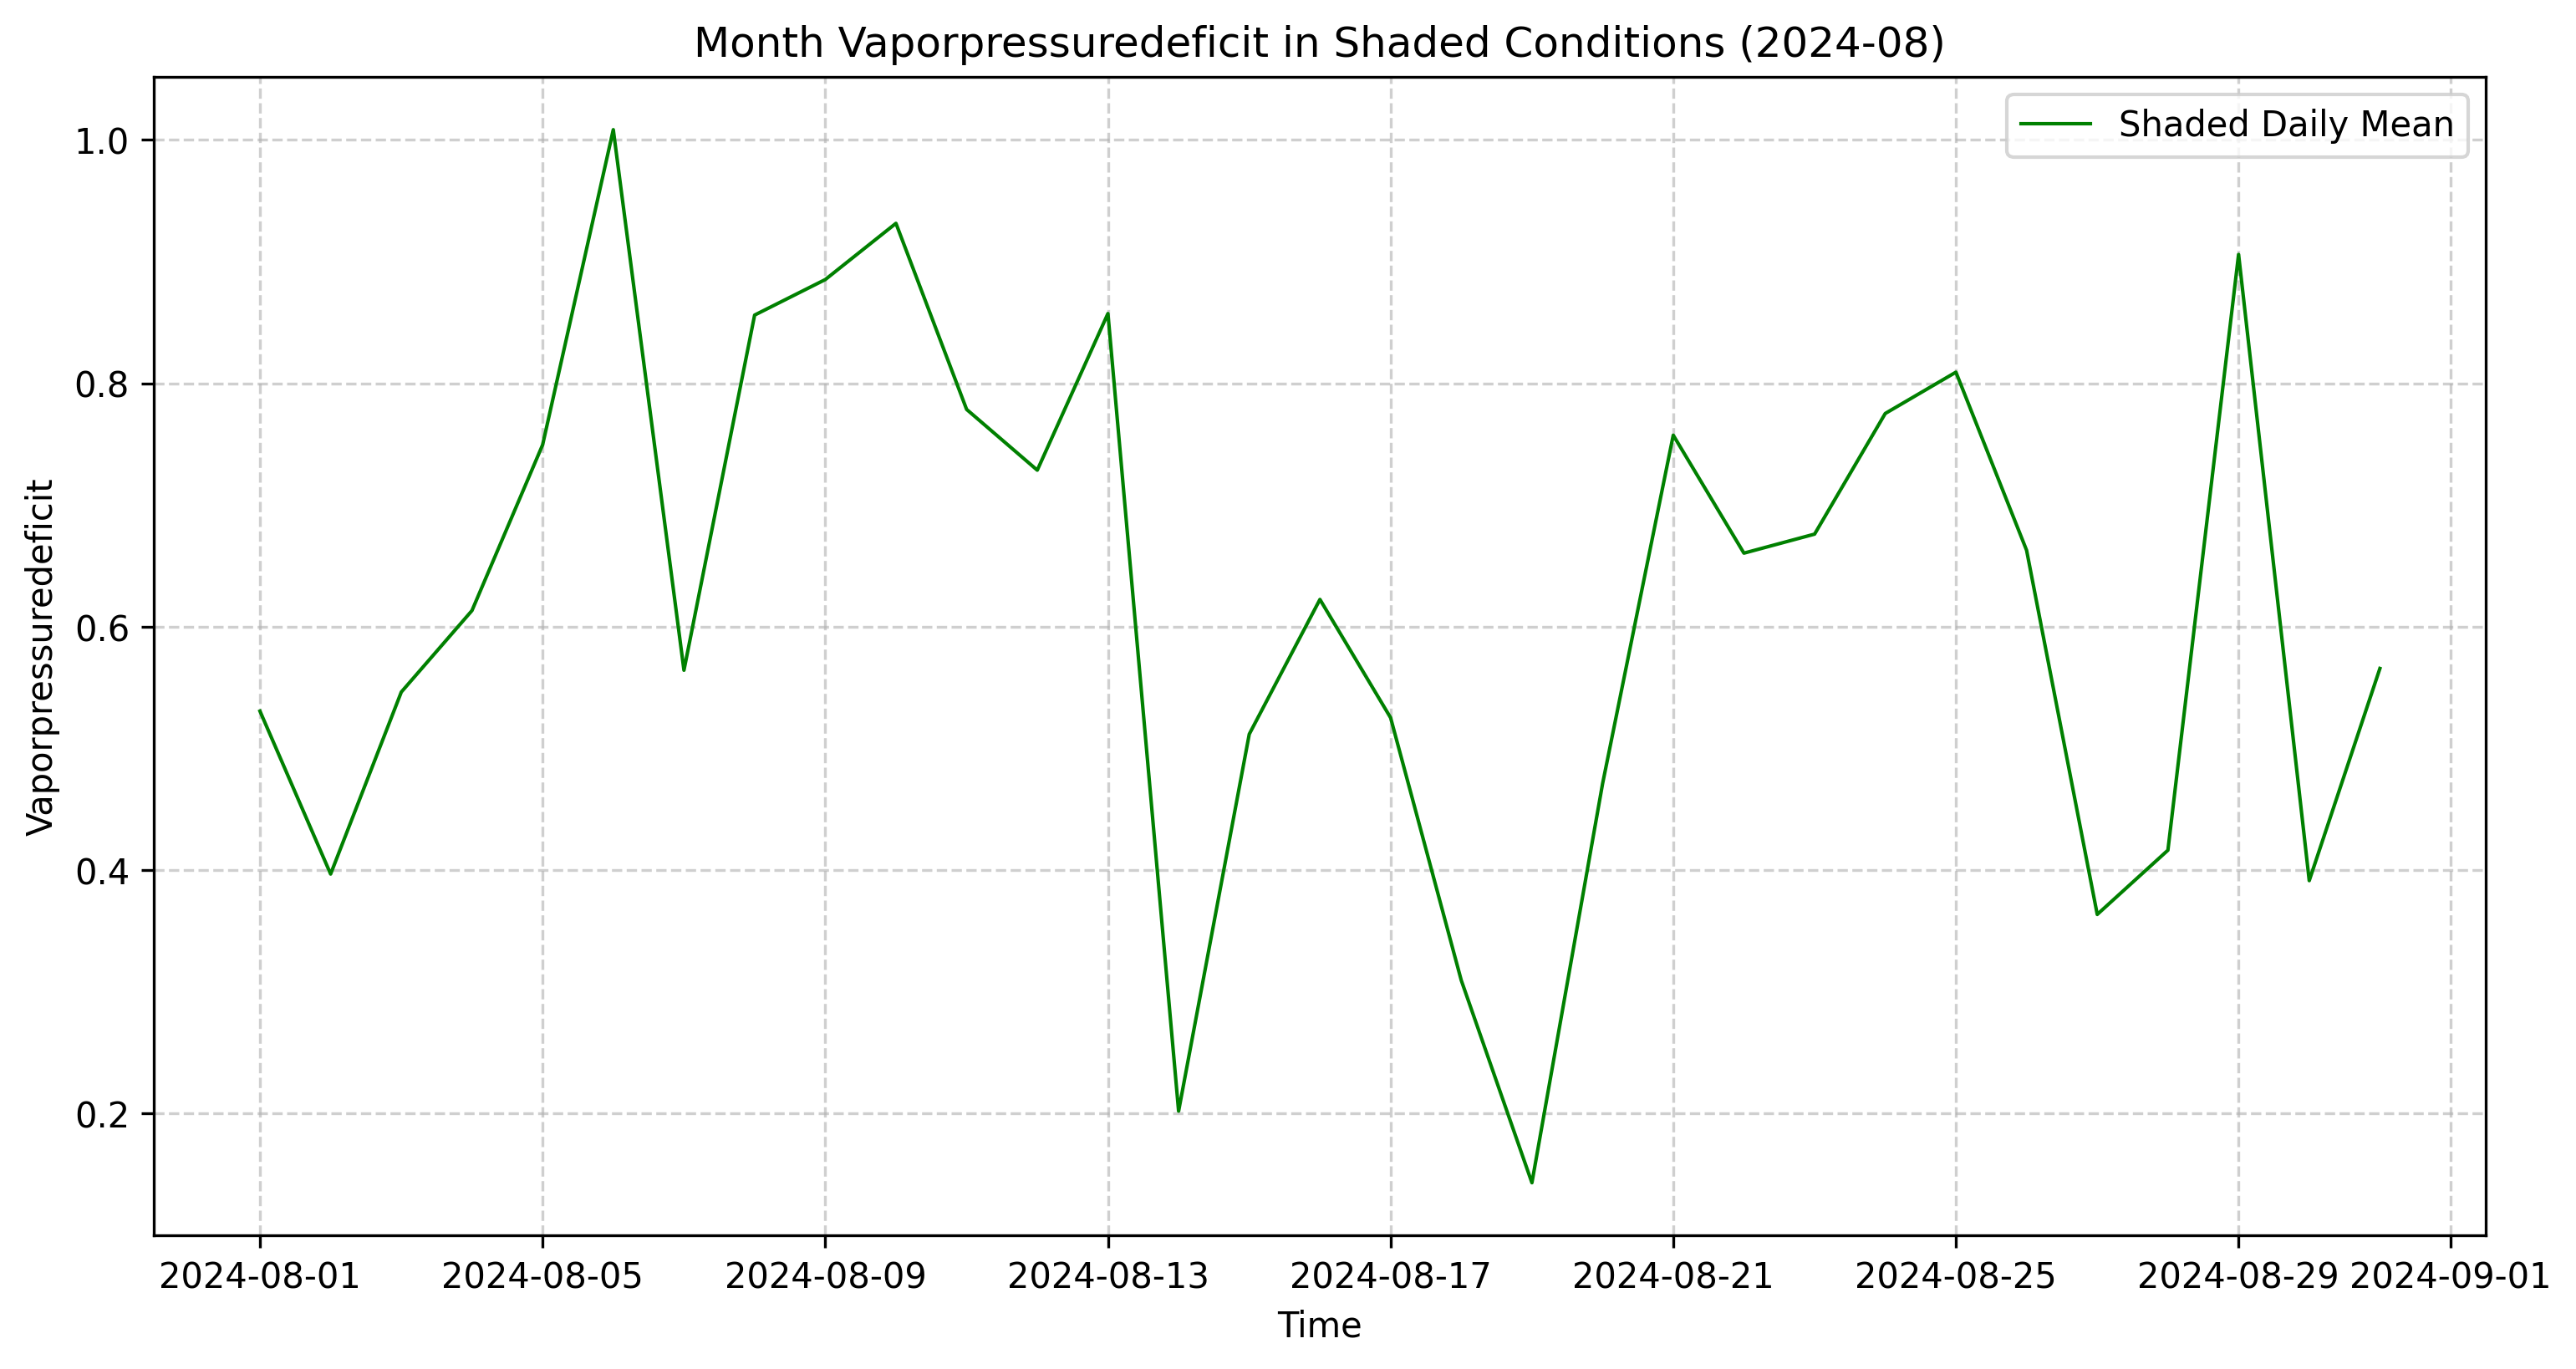 Month Vaporpressuredeficit in Shaded Conditions (2024-08)
Shaded Daily Mean
Vaporpressuredeficit
1.0
0.8
0.6
0.4
0.2
2024-08-01 2024-08-05 2024-08-09 2024-08-13 2024-08-17 2024-08-21 2024-08-25 2024-08-29 2024-09-01
Time